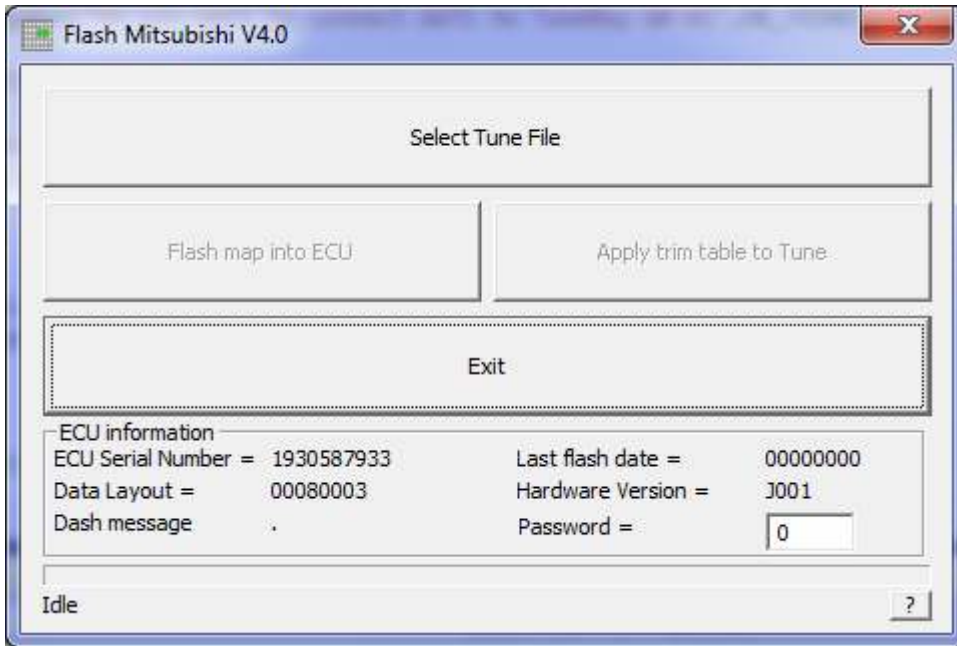 Flash Mitsubishi V4.0
Select Tune File
Flash map into ECU
Apply trim table to Tune
Exit
ECU information
ECU Serial Number = 1930587933
Last flash date = 00000000
Data Layout = 00080003
Hardware Version = J001
Dash message .
Password = 0
Idle
?